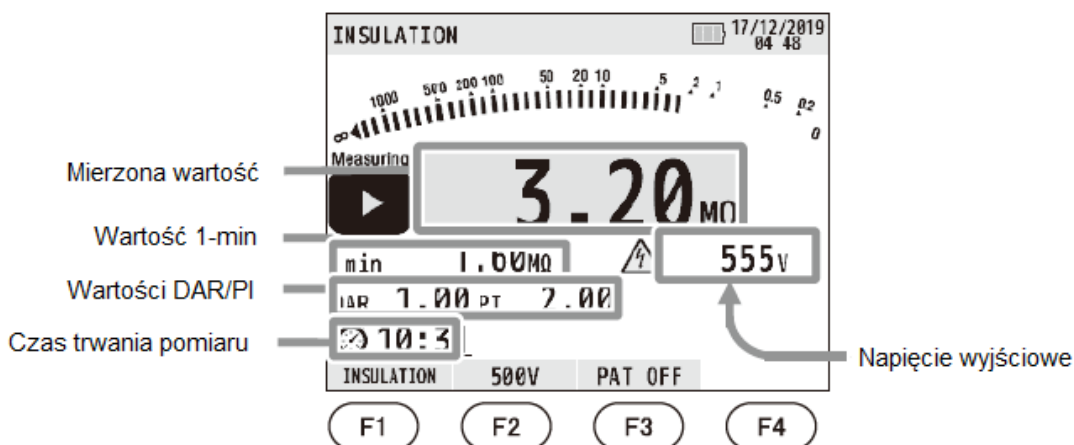 INSULATION
17/12/2019
04 48
∞ 1000 500 200 100 50 20 10 5 2 1 0.5 0.2 0
Measuring
Mierzona wartość
3.20MΩ
Wartość 1-min
min 1.00MΩ
555V
Wartości DAR/PI
DAR 1.00 PI 2.00
Czas trwania pomiaru
10:3
Napięcie wyjściowe
INSULATION 500V PAT OFF
F1 F2 F3 F4